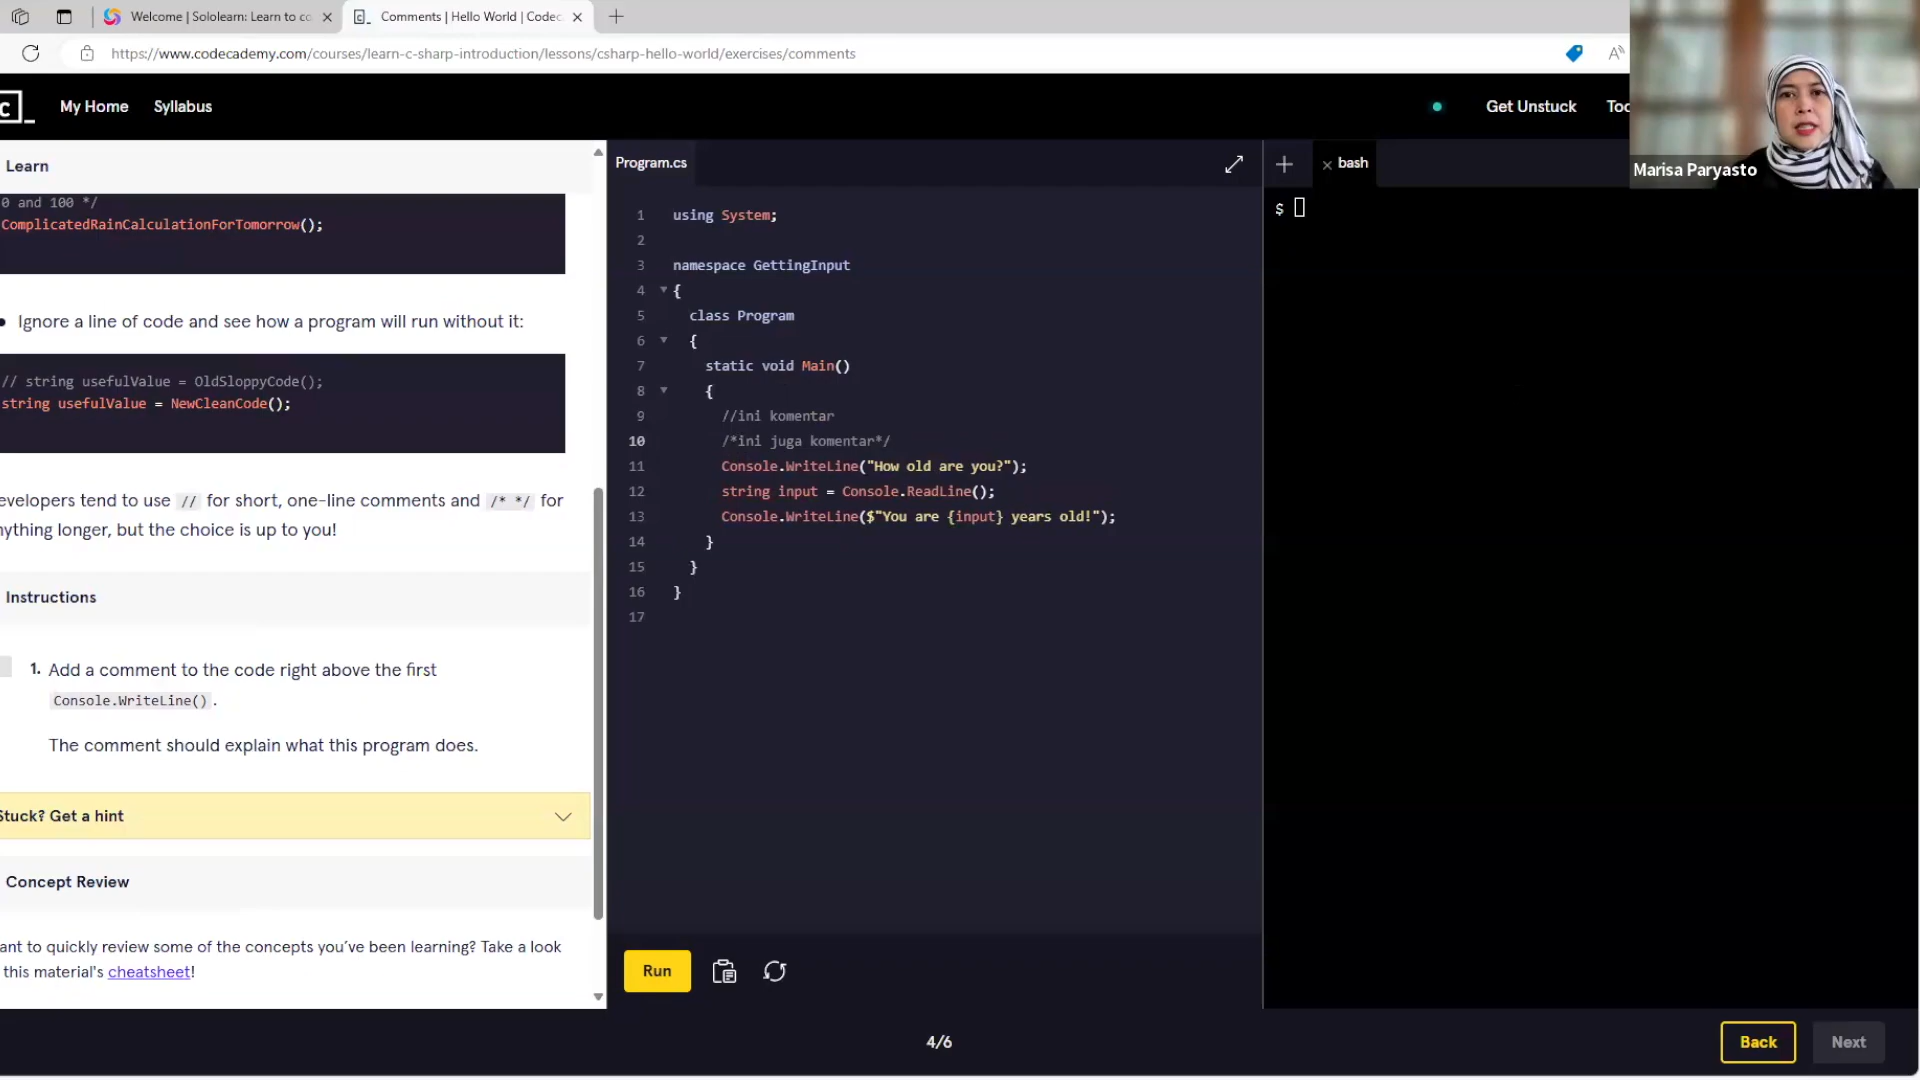 Welcome | Sololearn: Learn to co
Comments | Hello World | Codec
https://www.codecademy.com/courses/learn-c-sharp-introduction/lessons/csharp-hello-world/exercises/comments
My Home
Syllabus
Get Unstuck
Too
Marisa Paryasto
Learn
0 and 100 */
ComplicatedRainCalculationForTomorrow();
Ignore a line of code and see how a program will run without it:
// string usefulValue = OldSloppyCode();
string usefulValue = NewCleanCode();
evelopers tend to use // for short, one-line comments and /* */ for
nything longer, but the choice is up to you!
Instructions
1. Add a comment to the code right above the first
Console.WriteLine().
The comment should explain what this program does.
Stuck? Get a hint
Concept Review
ant to quickly review some of the concepts you've been learning? Take a look
this material's cheatsheet!
Program.cs
1 using System;
2
3 namespace GettingInput
4 {
5 class Program
6 {
7 static void Main()
8 {
9 //ini komentar
10 /*ini juga komentar*/
11 Console.WriteLine("How old are you?");
12 string input = Console.ReadLine();
13 Console.WriteLine($"You are {input} years old!");
14 }
15 }
16 }
17
Run
bash
$
4/6
Back
Next